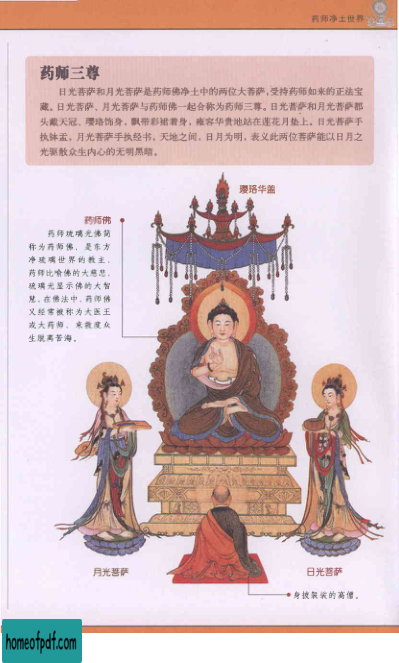 药师净土世界
药师三尊
日光菩萨和月光菩萨是药师佛净土中的两位大菩萨,受持药师如来的正法宝
藏。日光菩萨、月光菩萨与药师佛一起合称为药师三尊。日光菩萨和月光菩萨都
头戴天冠、璎珞饰身,飘带彩裙着身,雍容华贵地站在莲花月垫上。日光菩萨手
执钵盂,月光菩萨手执经书,天地之间、日月为明,表义此两位菩萨能以日月之
光驱散众生内心的无明黑暗。
璎珞华盖
药师佛
药师琉璃光佛简
称为药师佛,是东方
净琉璃世界的教主。
药师比喻佛的大慈悲,
琉璃光显示佛的大智
慧。在佛法中,药师佛
又经常被称为大医王
或大药师,来救度众
生脱离苦海。
月光菩萨
日光菩萨
身披袈裟的高僧。
homeofpdf.com